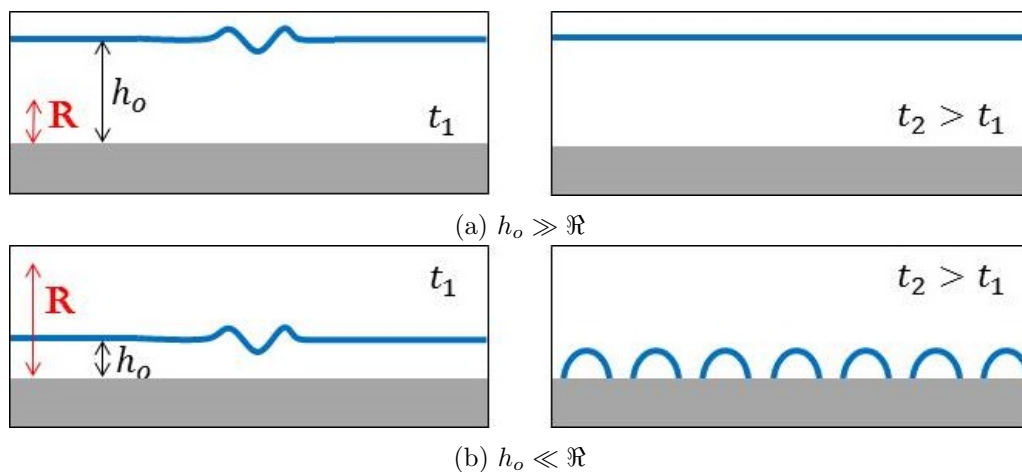 R
h_o
t_1
t_2 > t_1
(a) h_o ≫ ℜ
R
h_o
t_1
t_2 > t_1
(b) h_o ≪ ℜ